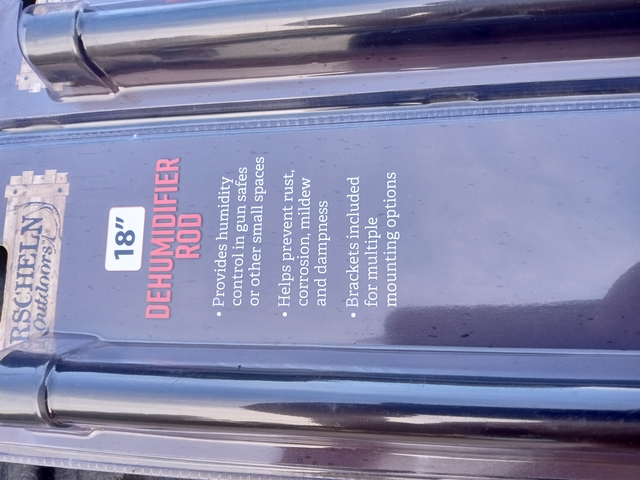 RSCHELN
Outdoors
18"
DEHUMIDIFIER
ROD
• Provides humidity
control in gun safes
or other small spaces
• Helps prevent rust,
corrosion, mildew
and dampness
• Brackets included
for multiple
mounting options